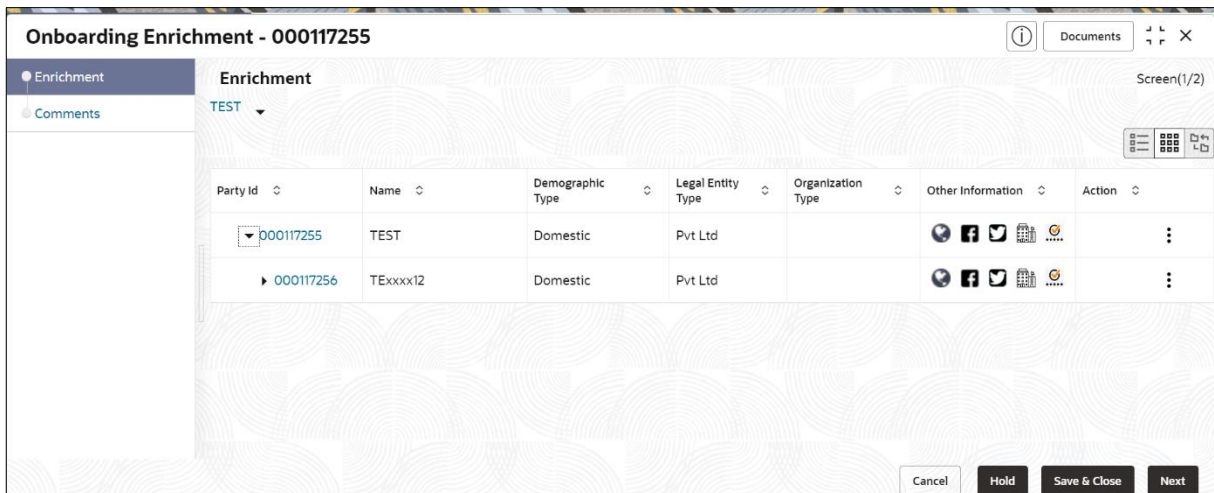 Onboarding Enrichment - 000117255
Documents
Enrichment
Comments
Enrichment
Screen(1/2)
TEST
Party Id Name Demographic Type Legal Entity Type Organization Type Other Information Action
000117255 TEST Domestic Pvt Ltd
000117256 TExxxx12 Domestic Pvt Ltd
Cancel Hold Save & Close Next